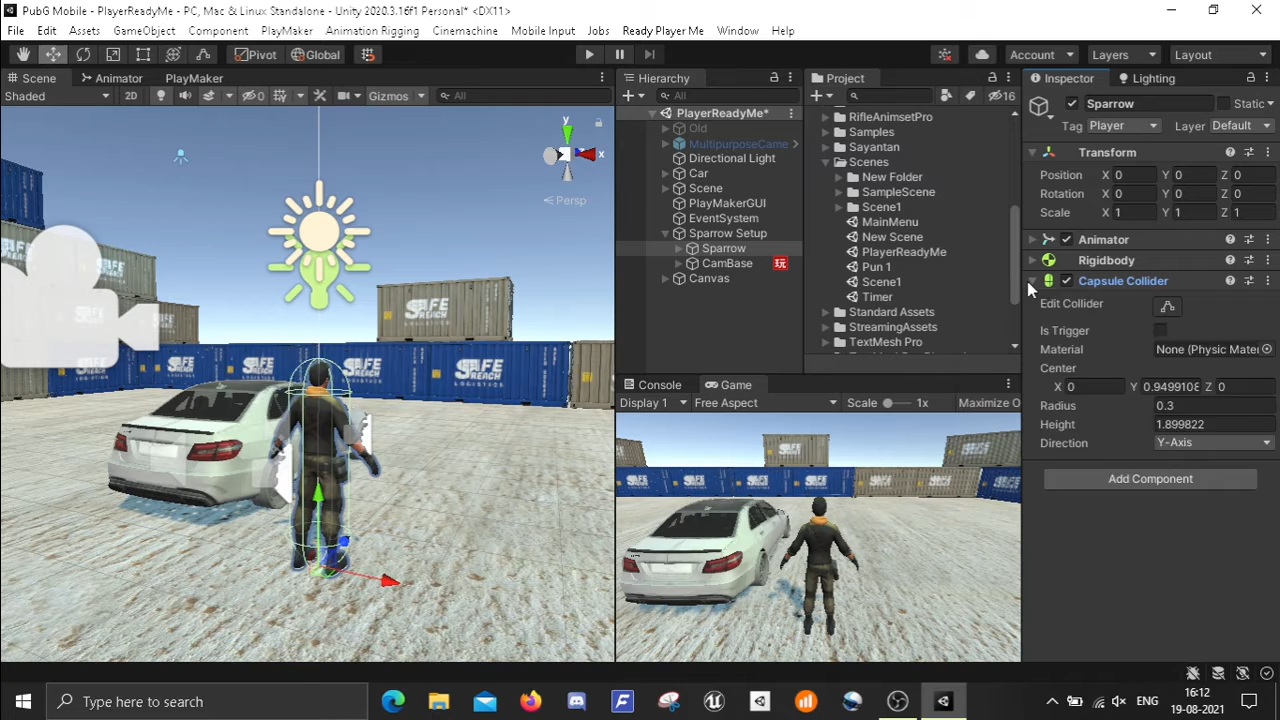 PubG Mobile - PlayerReadyMe - PC, Mac & Linux Standalone - Unity 2020.3.16f1 Personal* <DX11>
File Edit Assets GameObject Component PlayMaker Animation Rigging Cinemachine Mobile Input Jobs Ready Player Me Window Help
Pivot Global Account Layers Layout
Scene Animator PlayMaker
Shaded 2D 0 Gizmos All
y
x
Persp
SAFE REACH LOGISTICS
SAFE REACH LOGISTICS
Hierarchy
All
PlayerReadyMe*
Old
MultipurposeCame
Directional Light
Car
Scene
PlayMakerGUI
EventSystem
Sparrow Setup
Sparrow
CamBase 玩
Canvas
Project
16
RifleAnimsetPro
Samples
Sayantan
Scenes
New Folder
SampleScene
Scene1
MainMenu
New Scene
PlayerReadyMe
Pun 1
Scene1
Timer
Standard Assets
StreamingAssets
TextMesh Pro
Console Game
Display 1 Free Aspect Scale 1x Maximize O
Inspector Lighting
Sparrow Static
Tag Player Layer Default
Transform
Position X 0 Y 0 Z 0
Rotation X 0 Y 0 Z 0
Scale X 1 Y 1 Z 1
Animator
Rigidbody
Capsule Collider
Edit Collider
Is Trigger
Material None (Physic Mater
Center
X 0 Y 0.9499108 Z 0
Radius 0.3
Height 1.899822
Direction Y-Axis
Add Component
Type here to search
ENG
16:12
19-08-2021